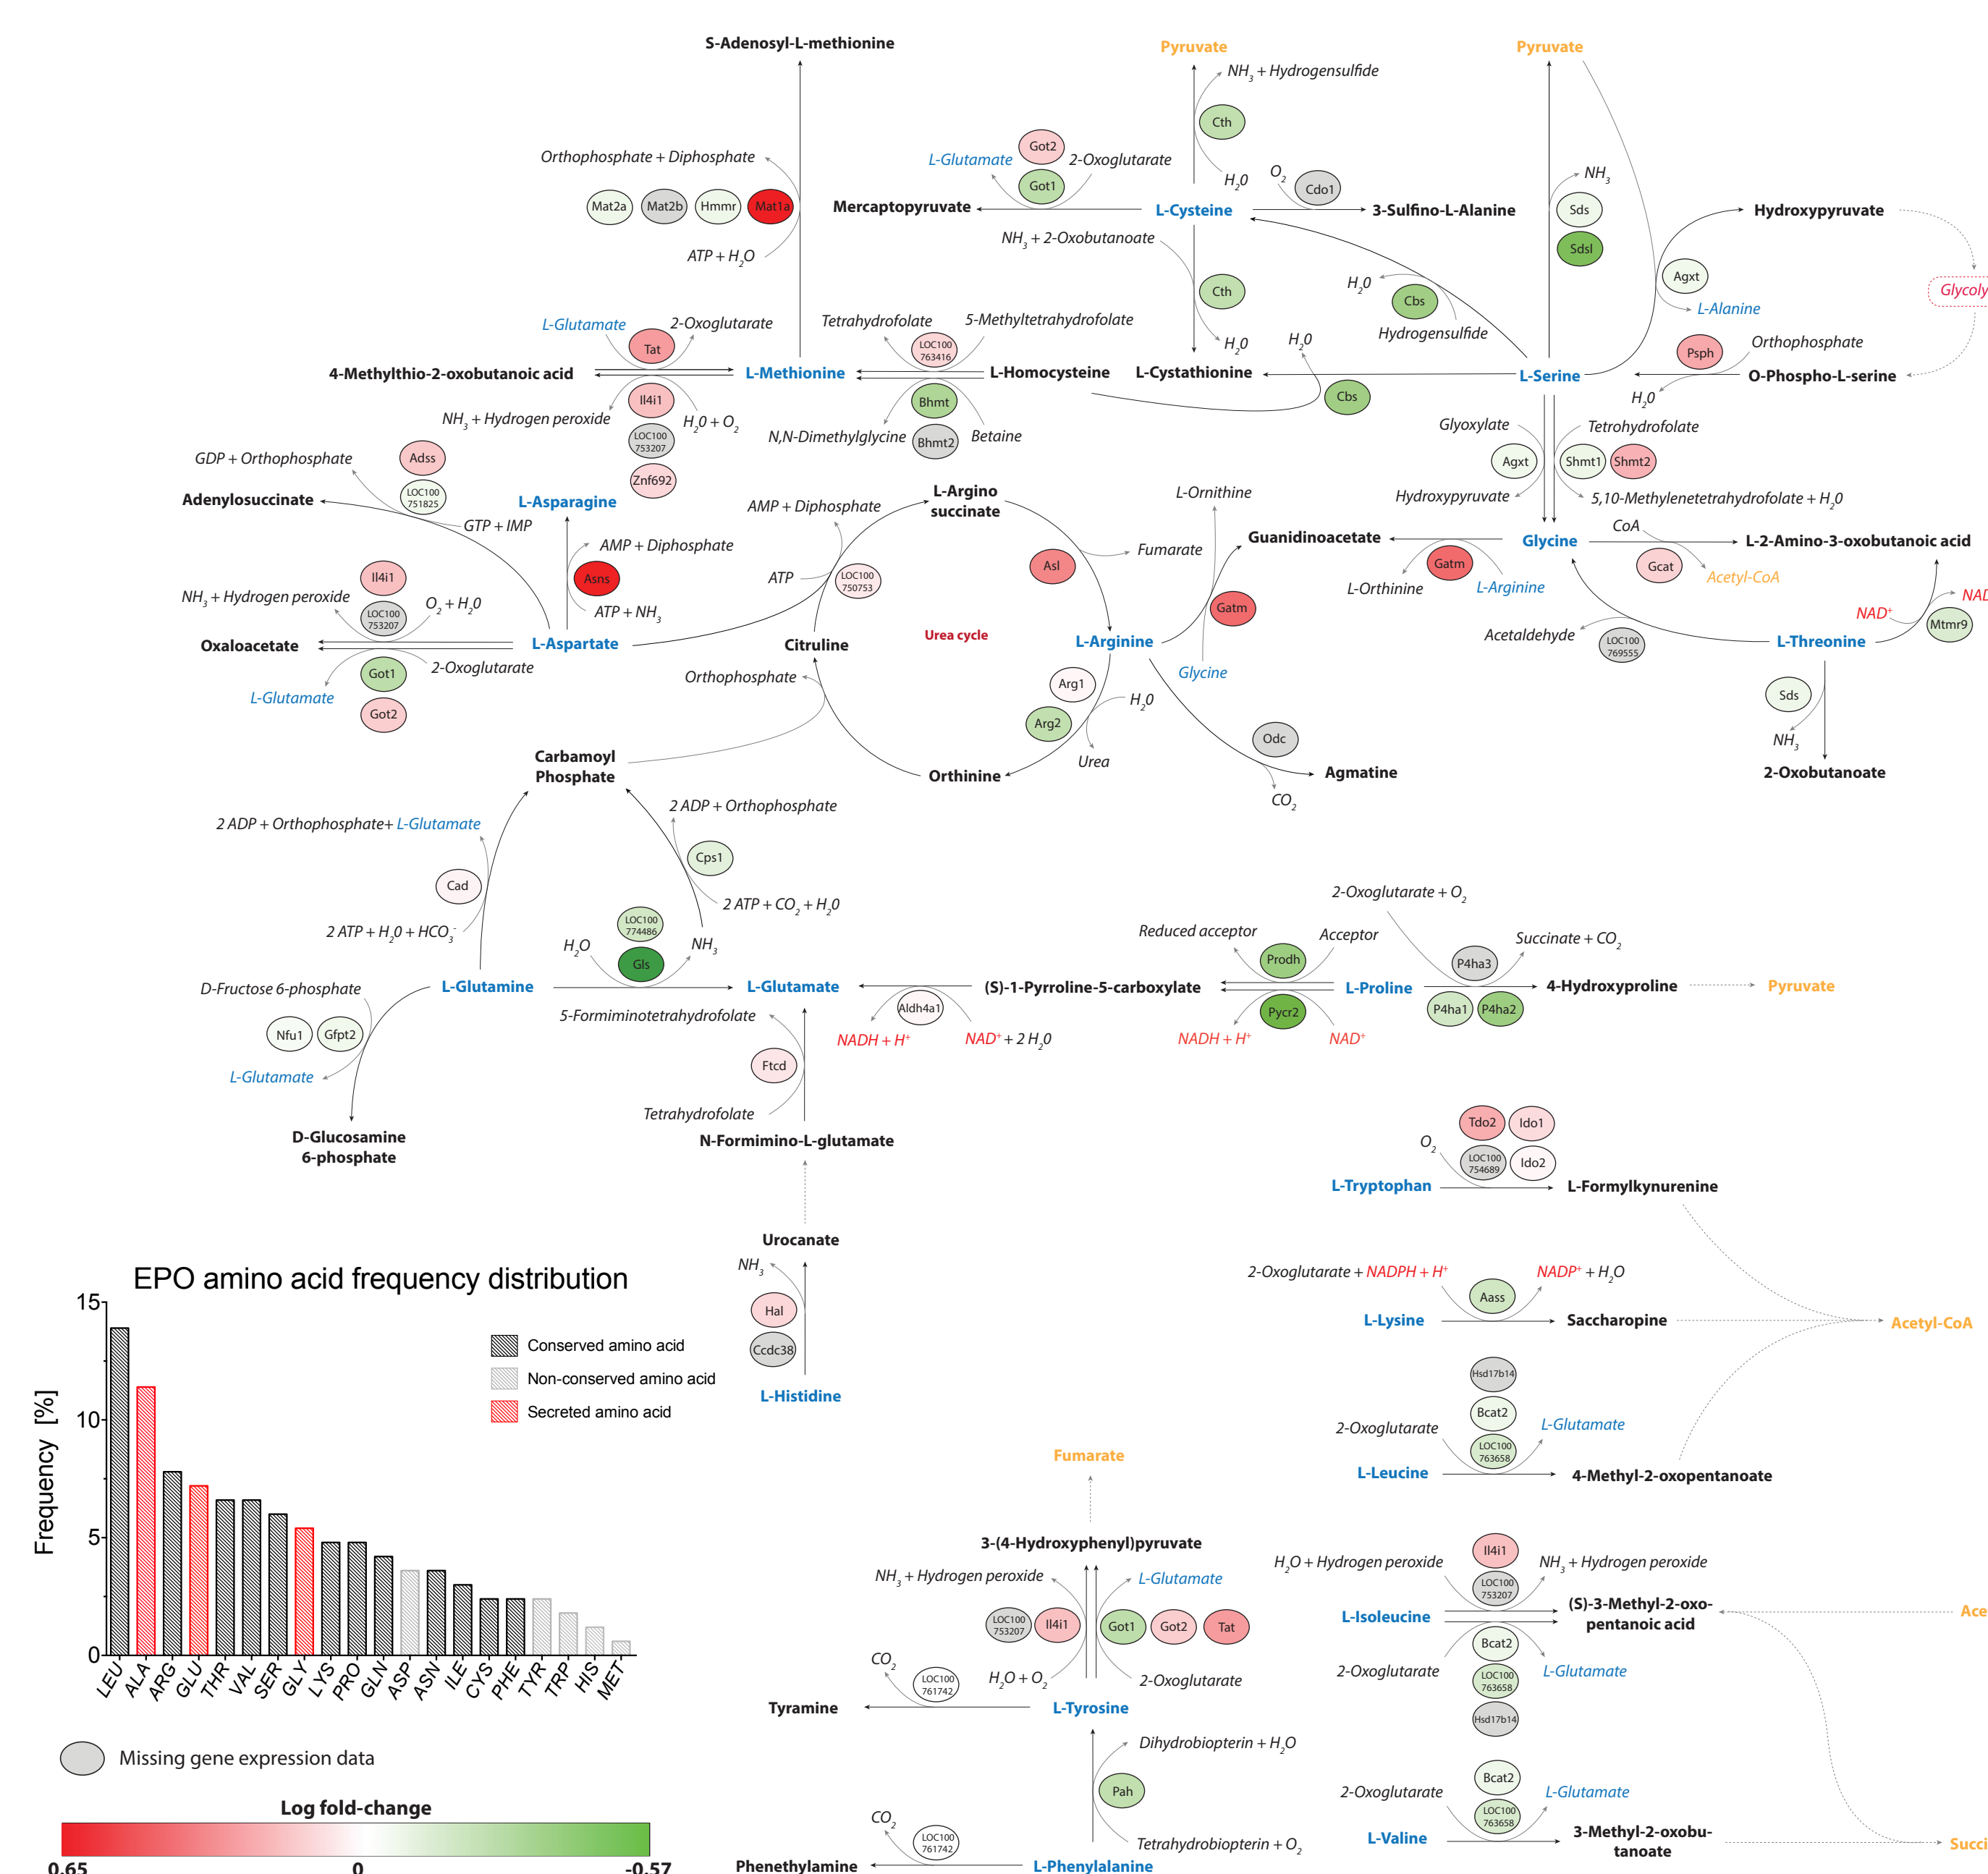 S-Adenosyl-L-methionine
Pyruvate
Pyruvate
NH3 + Hydrogensulfide
Cth
Got2
Orthophosphate + Diphosphate
L-Glutamate
2-Oxoglutarate
Got1
H20
O2
Cdo1
NH3
Mat2a
Mat2b
Hmmr
Mat1a
Mercaptopyruvate
L-Cysteine
3-Sulfino-L-Alanine
Sds
Hydroxypyruvate
NH3 + 2-Oxobutanoate
Sdsl
ATP + H2O
Cth
H20
Cbs
Agxt
Glycoly
L-Alanine
L-Glutamate
2-Oxoglutarate
Tetrahydrofolate
5-Methyltetrahydrofolate
Hydrogensulfide
Tat
LOC100
763416
H20
H20
Psph
Orthophosphate
4-Methylthio-2-oxobutanoic acid
L-Methionine
L-Homocysteine
L-Cystathionine
L-Serine
O-Phospho-L-serine
Il4i1
Bhmt
Cbs
H20
NH3 + Hydrogen peroxide
H20 + O2
N,N-Dimethylglycine
Bhmt2
Betaine
LOC100
753207
Znf692
Glyoxylate
Tetrohydrofolate
Agxt
Shmt1
Shmt2
Hydroxypyruvate
5,10-Methylenetetrahydrofolate + H20
GDP + Orthophosphate
Adss
Adenylosuccinate
LOC100
751825
GTP + IMP
L-Asparagine
AMP + Diphosphate
Asns
ATP + NH3
AMP + Diphosphate
L-Argino
succinate
L-Ornithine
Fumarate
Asl
ATP
LOC100
750753
Guanidinoacetate
Glycine
CoA
L-2-Amino-3-oxobutanoic acid
Gatm
L-Orthinine
L-Arginine
Gcat
Acetyl-CoA
Gatm
NAD+
NAD
Mtmr9
Il4i1
NH3 + Hydrogen peroxide
LOC100
753207
O2 + H20
Oxaloacetate
L-Aspartate
Citruline
Urea cycle
L-Arginine
Acetaldehyde
LOC100
769555
L-Threonine
Got1
2-Oxoglutarate
L-Glutamate
Got2
Orthophosphate
Arg1
H20
Arg2
Urea
Glycine
Sds
NH3
2-Oxobutanoate
Odc
Carbamoyl
Phosphate
Orthinine
Agmatine
CO2
2 ADP + Orthophosphate+ L-Glutamate
2 ADP + Orthophosphate
Cad
Cps1
2 ATP + H20 + HCO3-
2 ATP + CO2 + H20
LOC100
774486
H2O
NH3
Gls
2-Oxoglutarate + O2
Reduced acceptor
Acceptor
Succinate + CO2
Prodh
P4ha3
L-Glutamine
L-Glutamate
(S)-1-Pyrroline-5-carboxylate
L-Proline
4-Hydroxyproline
Pyruvate
D-Fructose 6-phosphate
5-Formiminotetrahydrofolate
Aldh4a1
Pycr2
P4ha1
P4ha2
Nfu1
Gfpt2
NADH + H+
NAD+ + 2 H20
NADH + H+
NAD+
L-Glutamate
Ftcd
Tetrahydrofolate
D-Glucosamine
6-phosphate
N-Formimino-L-glutamate
Tdo2
Ido1
O2
LOC100
754689
Ido2
L-Tryptophan
L-Formylkynurenine
Urocanate
NH3
Hal
Ccdc38
L-Histidine
2-Oxoglutarate + NADPH + H+
NADP+ + H2O
Aass
L-Lysine
Saccharopine
Acetyl-CoA
Hsd17b14
Bcat2
2-Oxoglutarate
L-Glutamate
LOC100
763658
L-Leucine
4-Methyl-2-oxopentanoate
EPO amino acid frequency distribution
15
10
5
0
Frequency [%]
Conserved amino acid
Non-conserved amino acid
Secreted amino acid
LEU
ALA
ARG
GLU
THR
VAL
SER
GLY
LYS
PRO
GLN
ASP
ASN
ILE
CYS
PHE
TYR
TRP
HIS
MET
Fumarate
3-(4-Hydroxyphenyl)pyruvate
NH3 + Hydrogen peroxide
L-Glutamate
LOC100
753207
Il4i1
Got1
Got2
Tat
CO2
LOC100
761742
H2O + O2
2-Oxoglutarate
Tyramine
L-Tyrosine
Il4i1
H2O + Hydrogen peroxide
NH3 + Hydrogen peroxide
LOC100
753207
L-Isoleucine
(S)-3-Methyl-2-oxo-
pentanoic acid
Ace
Bcat2
2-Oxoglutarate
L-Glutamate
LOC100
763658
Hsd17b14
Dihydrobiopterin + H2O
Pah
Tetrahydrobiopterin + O2
CO2
LOC100
761742
Phenethylamine
L-Phenylalanine
Bcat2
2-Oxoglutarate
L-Glutamate
LOC100
763658
L-Valine
3-Methyl-2-oxobu-
tanoate
Succi
Missing gene expression data
Log fold-change
0.65
0
-0.57